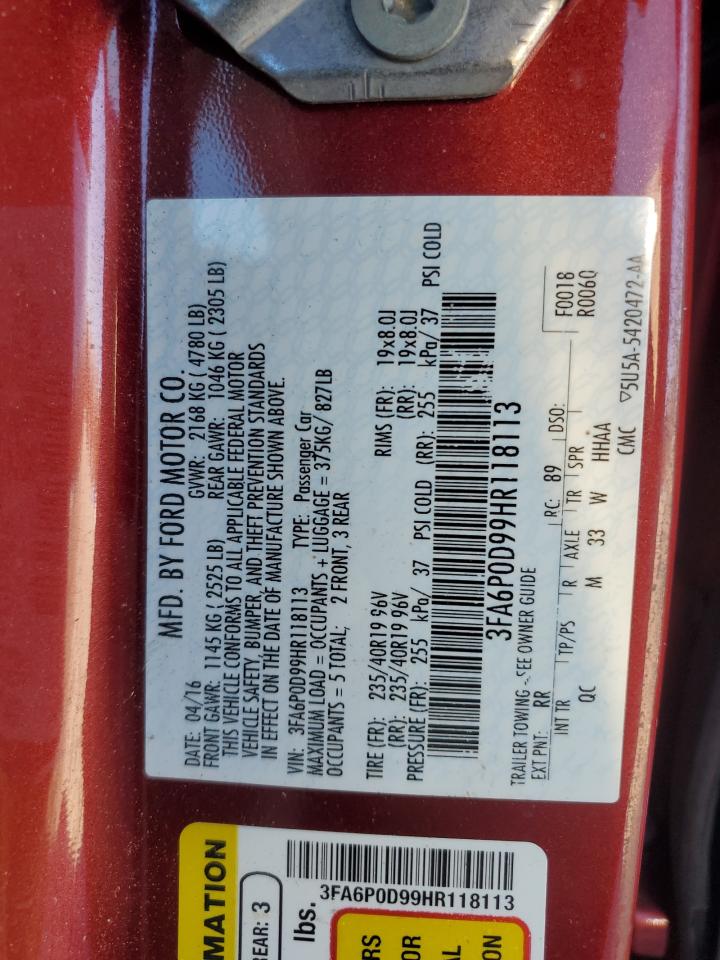 MFD. BY FORD MOTOR CO.
DATE: 04/16 GVWR: 2168 KG ( 4780 LB)
FRONT GAWR: 1145 KG ( 2525 LB) REAR GAWR: 1046 KG ( 2305 LB)
THIS VEHICLE CONFORMS TO ALL APPLICABLE FEDERAL MOTOR
VEHICLE SAFETY, BUMPER, AND THEFT PREVENTION STANDARDS
IN EFFECT ON THE DATE OF MANUFACTURE SHOWN ABOVE.
VIN: 3FA6P0D99HR118113 TYPE: Passenger Car
MAXIMUM LOAD = OCCUPANTS + LUGGAGE = 375KG/ 827LB
OCCUPANTS = 5 TOTAL; 2 FRONT, 3 REAR
TIRE (FR): 235/40R19 96V RIMS (FR): 19x8.0J
(RR): 235/40R19 96V (RR): 19x8.0J
PRESSURE (FR): 255 kPa/ 37 PSI COLD (RR): 255 kPa/ 37 PSI COLD
3FA6P0D99HR118113
TRAILER TOWING - SEE OWNER GUIDE
EXT PNT: RR RC: 89 DSO: F0018
R0060
INT TR TP/PS R AXLE TR SPR
QC M 33 W HHAA
CMC ▽5U5A-5420472-AA
MATION
REAR: 3
lbs.
3FA6P0D99HR118113
RS
OR
AL
ON